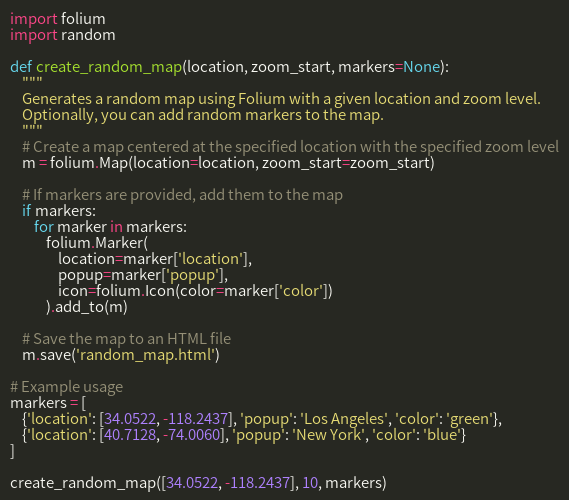 import folium
import random

def create_random_map(location, zoom_start, markers=None):
    """
    Generates a random map using Folium with a given location and zoom level.
    Optionally, you can add random markers to the map.
    """
    # Create a map centered at the specified location with the specified zoom level
    m = folium.Map(location=location, zoom_start=zoom_start)

    # If markers are provided, add them to the map
    if markers:
        for marker in markers:
            folium.Marker(
                location=marker['location'],
                popup=marker['popup'],
                icon=folium.Icon(color=marker['color'])
            ).add_to(m)

    # Save the map to an HTML file
    m.save('random_map.html')

# Example usage
markers = [
    {'location': [34.0522, -118.2437], 'popup': 'Los Angeles', 'color': 'green'},
    {'location': [40.7128, -74.0060], 'popup': 'New York', 'color': 'blue'}
]

create_random_map([34.0522, -118.2437], 10, markers)